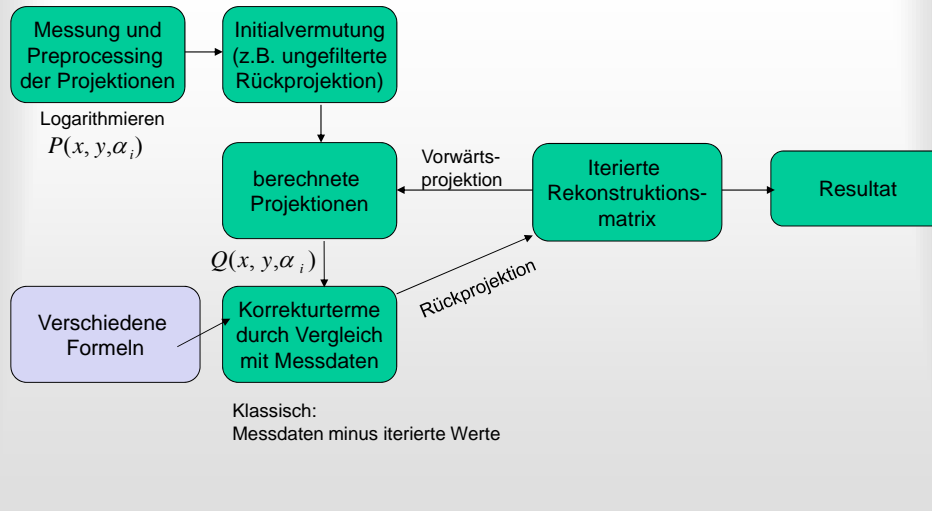 Messung und
Preprocessing
der Projektionen
Initialvermutung
(z.B. ungefilterte
Rückprojektion)
Logarithmieren
P(x, y,α_i)
berechnete
Projektionen
Vorwärts-
projektion
Iterierte
Rekonstruktions-
matrix
Resultat
Q(x, y,α_i)
Rückprojektion
Verschiedene
Formeln
Korrekturterme
durch Vergleich
mit Messdaten
Klassisch:
Messdaten minus iterierte Werte